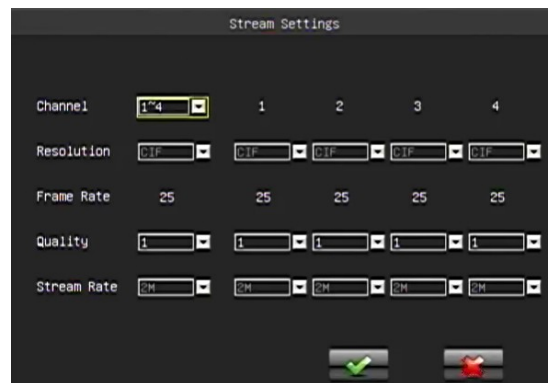 Stream Settings
Channel 1~4 1 2 3 4
Resolution CIF CIF CIF CIF CIF
Frame Rate 25 25 25 25 25
Quality 1 1 1 1 1
Stream Rate 2M 2M 2M 2M 2M